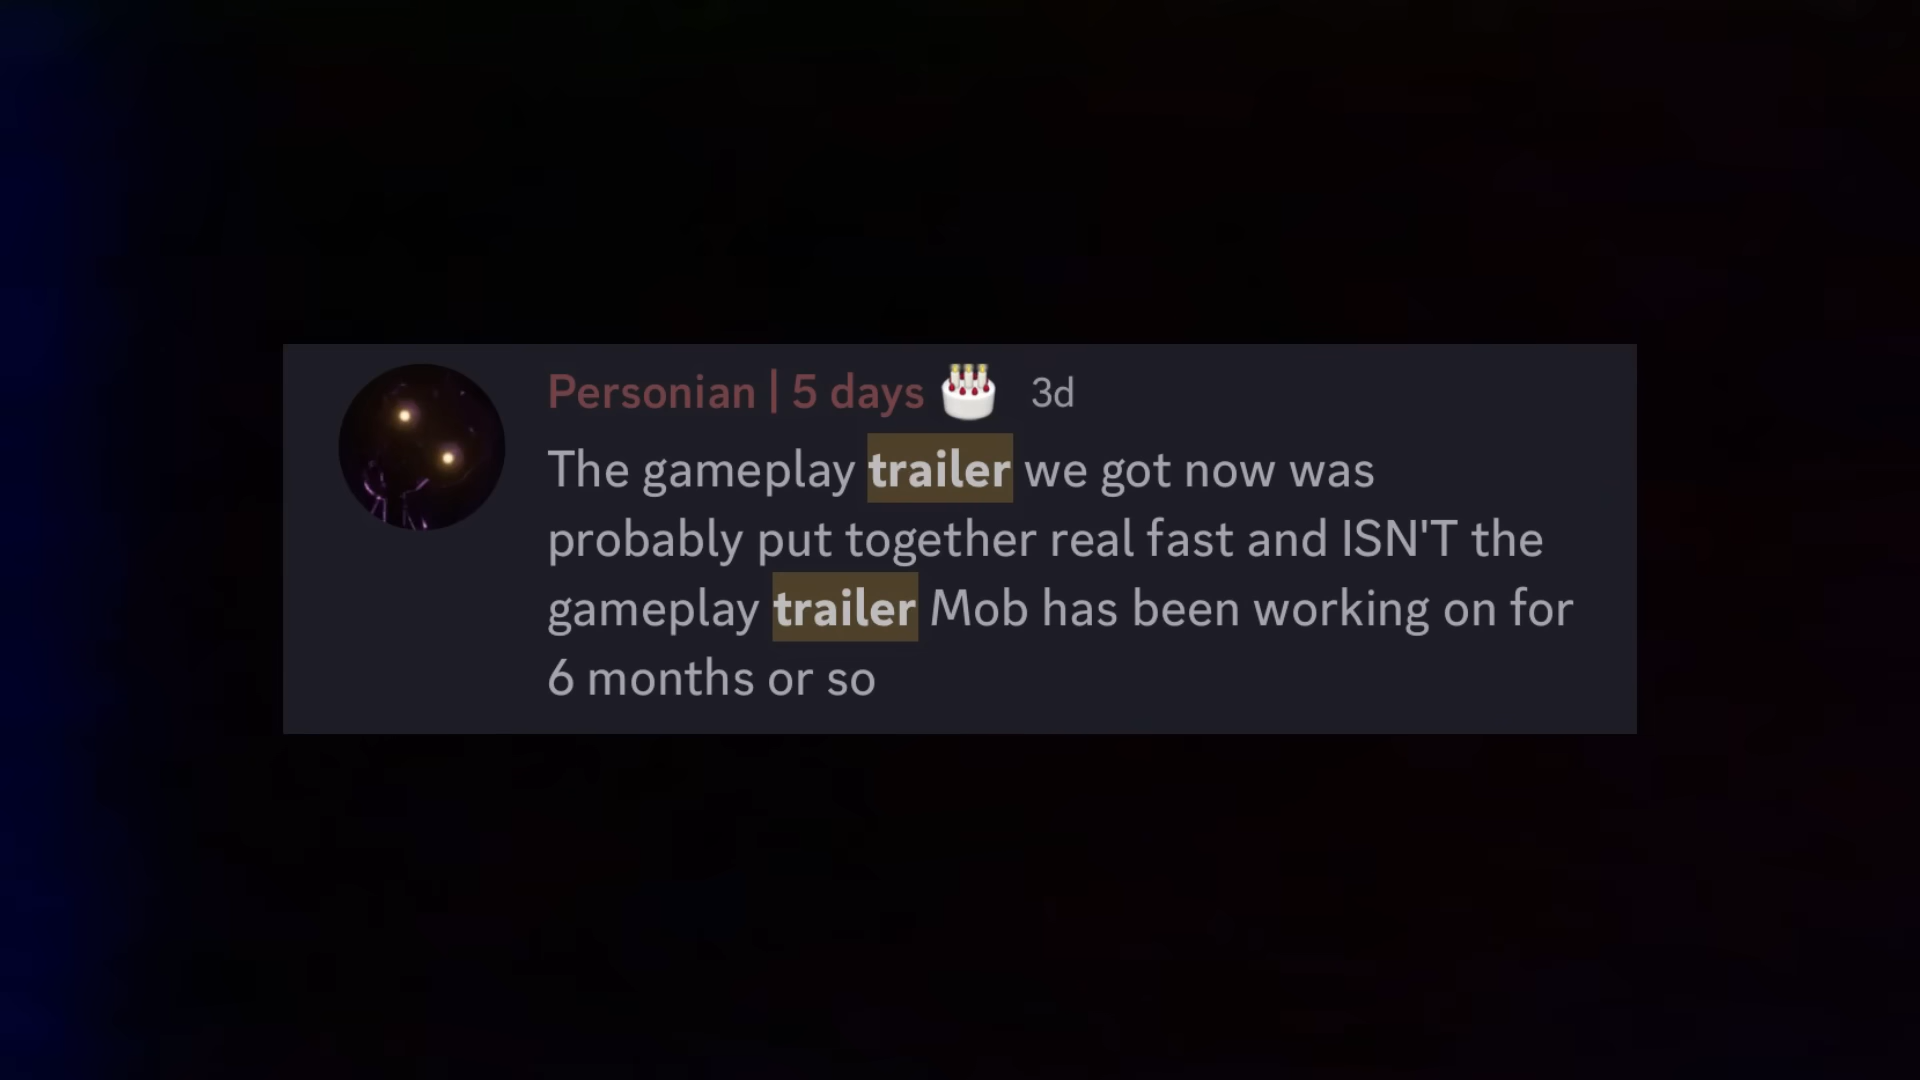 Personian | 5 days 🎂 3d
The gameplay trailer we got now was
probably put together real fast and ISN'T the
gameplay trailer Mob has been working on for
6 months or so